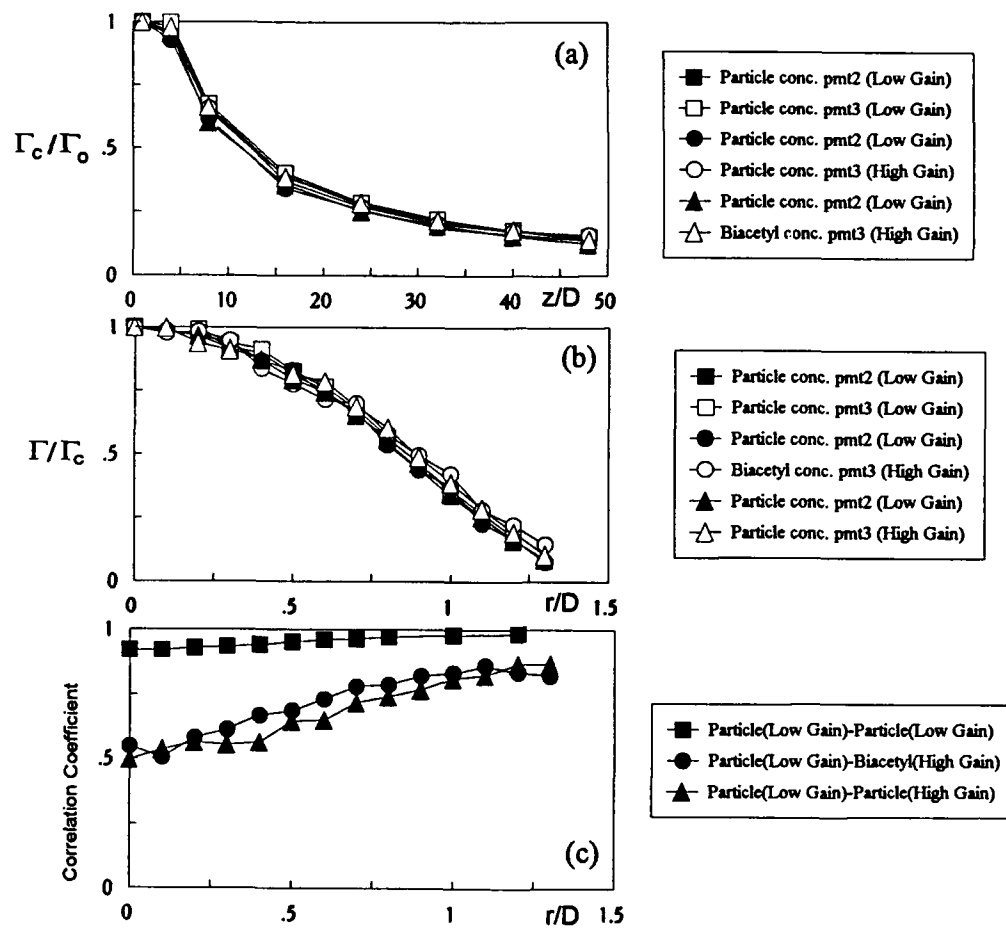 1
(a)
Γc/Γo
.5
0
0
10
20
30
40
z/D
50
Particle conc. pmt2 (Low Gain)
Particle conc. pmt3 (Low Gain)
Particle conc. pmt2 (Low Gain)
Particle conc. pmt3 (High Gain)
Particle conc. pmt2 (Low Gain)
Biacetyl conc. pmt3 (High Gain)
1
(b)
Γ/Γc
.5
0
0
.5
1
r/D
1.5
Particle conc. pmt2 (Low Gain)
Particle conc. pmt3 (Low Gain)
Particle conc. pmt2 (Low Gain)
Biacetyl conc. pmt3 (High Gain)
Particle conc. pmt2 (Low Gain)
Particle conc. pmt3 (High Gain)
1
Correlation Coefficient
.5
(c)
0
0
.5
1
r/D
1.5
Particle(Low Gain)-Particle(Low Gain)
Particle(Low Gain)-Biacetyl(High Gain)
Particle(Low Gain)-Particle(High Gain)